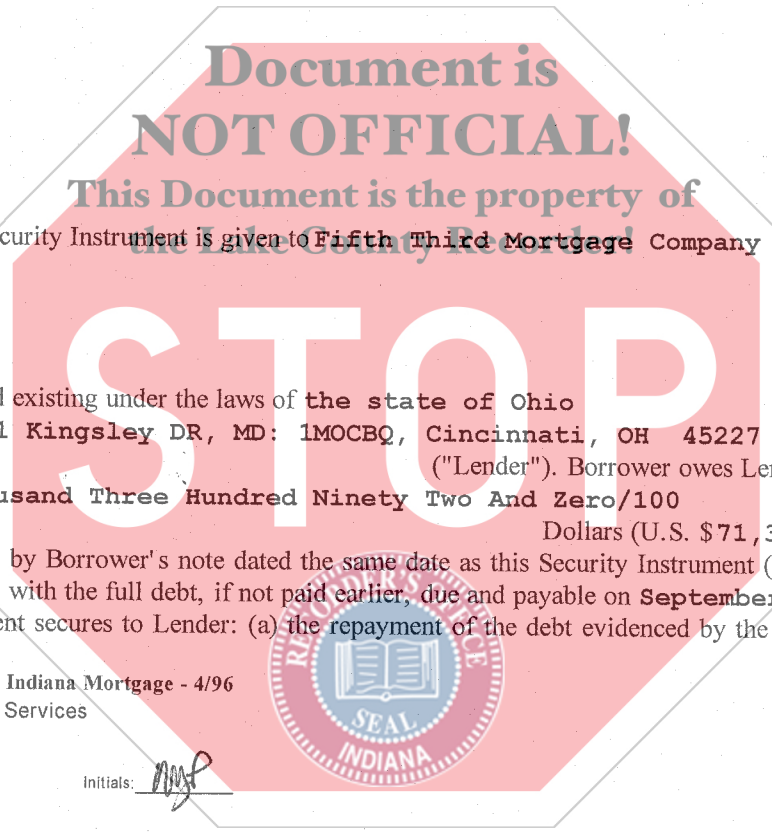 Document is
NOT OFFICIAL!
This Document is the property of
the Lake County Recorder!
curity Instrument is given to Fifth Third Mortgage Company
STOP
existing under the laws of the state of Ohio
1 Kingsley DR, MD: 1MOCBQ, Cincinnati, OH 45227
("Lender"). Borrower owes Len
usand Three Hundred Ninety Two And Zero/100
Dollars (U.S. $71,3
by Borrower's note dated the same date as this Security Instrument (
with the full debt, if not paid earlier, due and payable on September
ent secures to Lender: (a) the repayment of the debt evidenced by the
RECORDER'S OFFICE
SEAL
INDIANA
Indiana Mortgage - 4/96
Services
Initials: